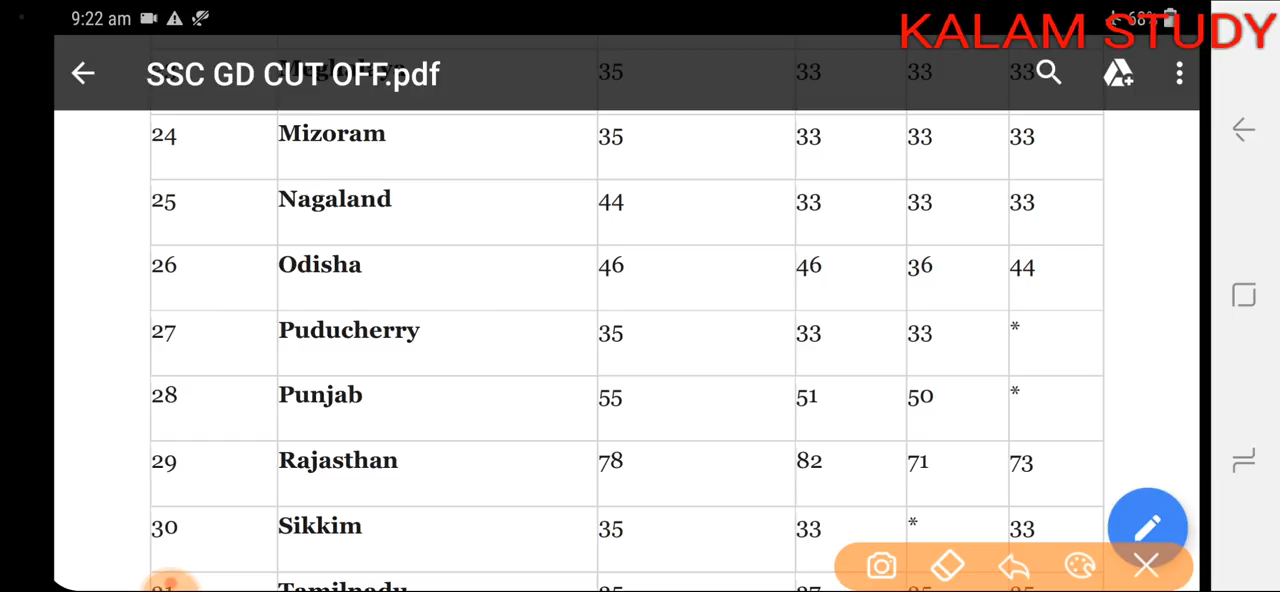 9:22 am
68%
KALAM STUDY
SSC GD CUT OFF.pdf
35 33 33 33
24 Mizoram 35 33 33 33
25 Nagaland 44 33 33 33
26 Odisha 46 46 36 44
27 Puducherry 35 33 33 *
28 Punjab 55 51 50 *
29 Rajasthan 78 82 71 73
30 Sikkim 35 33 * 33
Tamilnadu